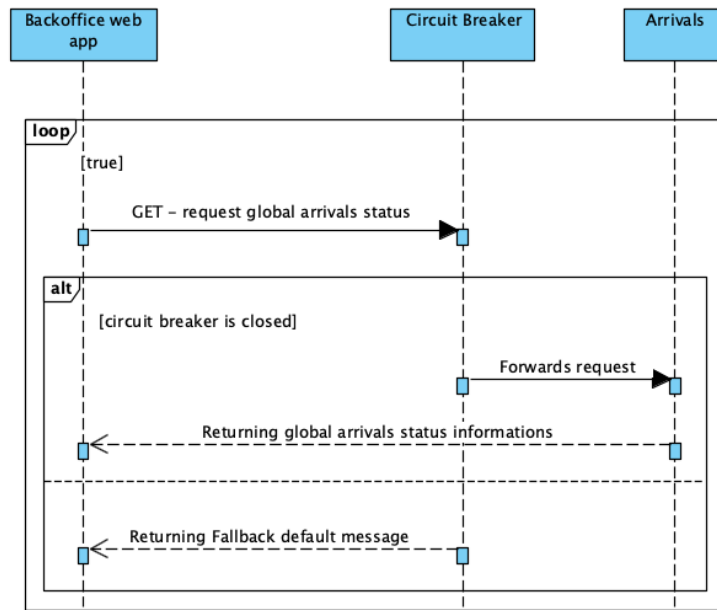 Backoffice web
app
Circuit Breaker
Arrivals
loop
[true]
GET – request global arrivals status
alt
[circuit breaker is closed]
Forwards request
Returning global arrivals status informations
Returning Fallback default message